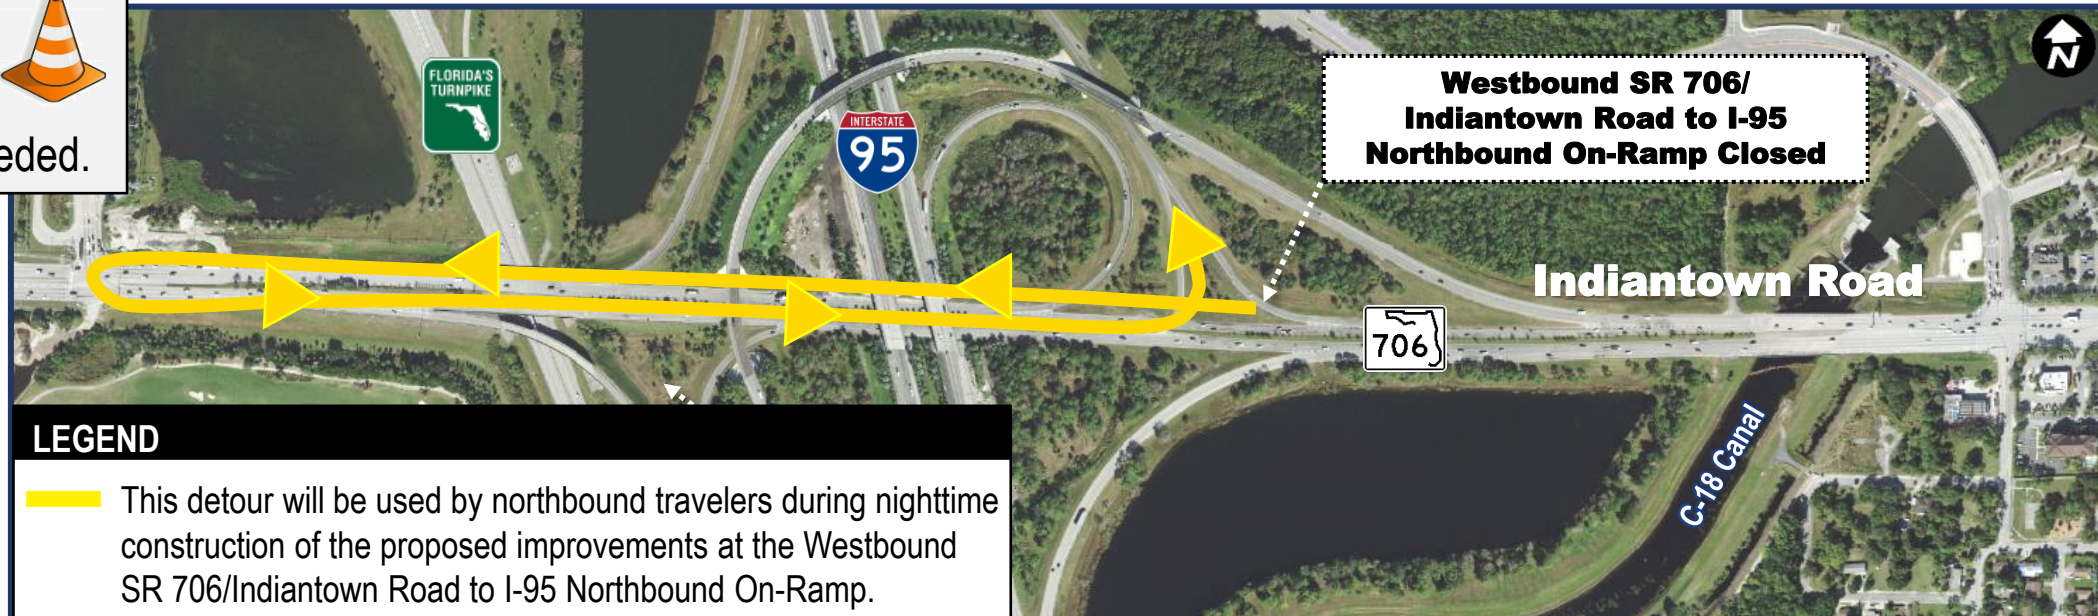 eded.
FLORIDA'S
TURNPIKE
INTERSTATE
95
Westbound SR 706/
Indiantown Road to I-95
Northbound On-Ramp Closed
N
Indiantown Road
706
C-18 Canal
LEGEND
This detour will be used by northbound travelers during nighttime
construction of the proposed improvements at the Westbound
SR 706/Indiantown Road to I-95 Northbound On-Ramp.